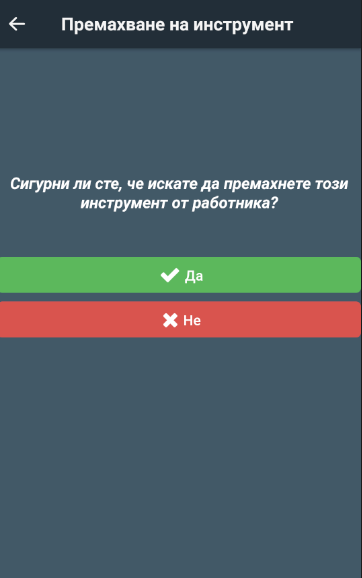 Премахване на инструмент
Сигурни ли сте, че искате да премахнете този
инструмент от работника?
Да
Не